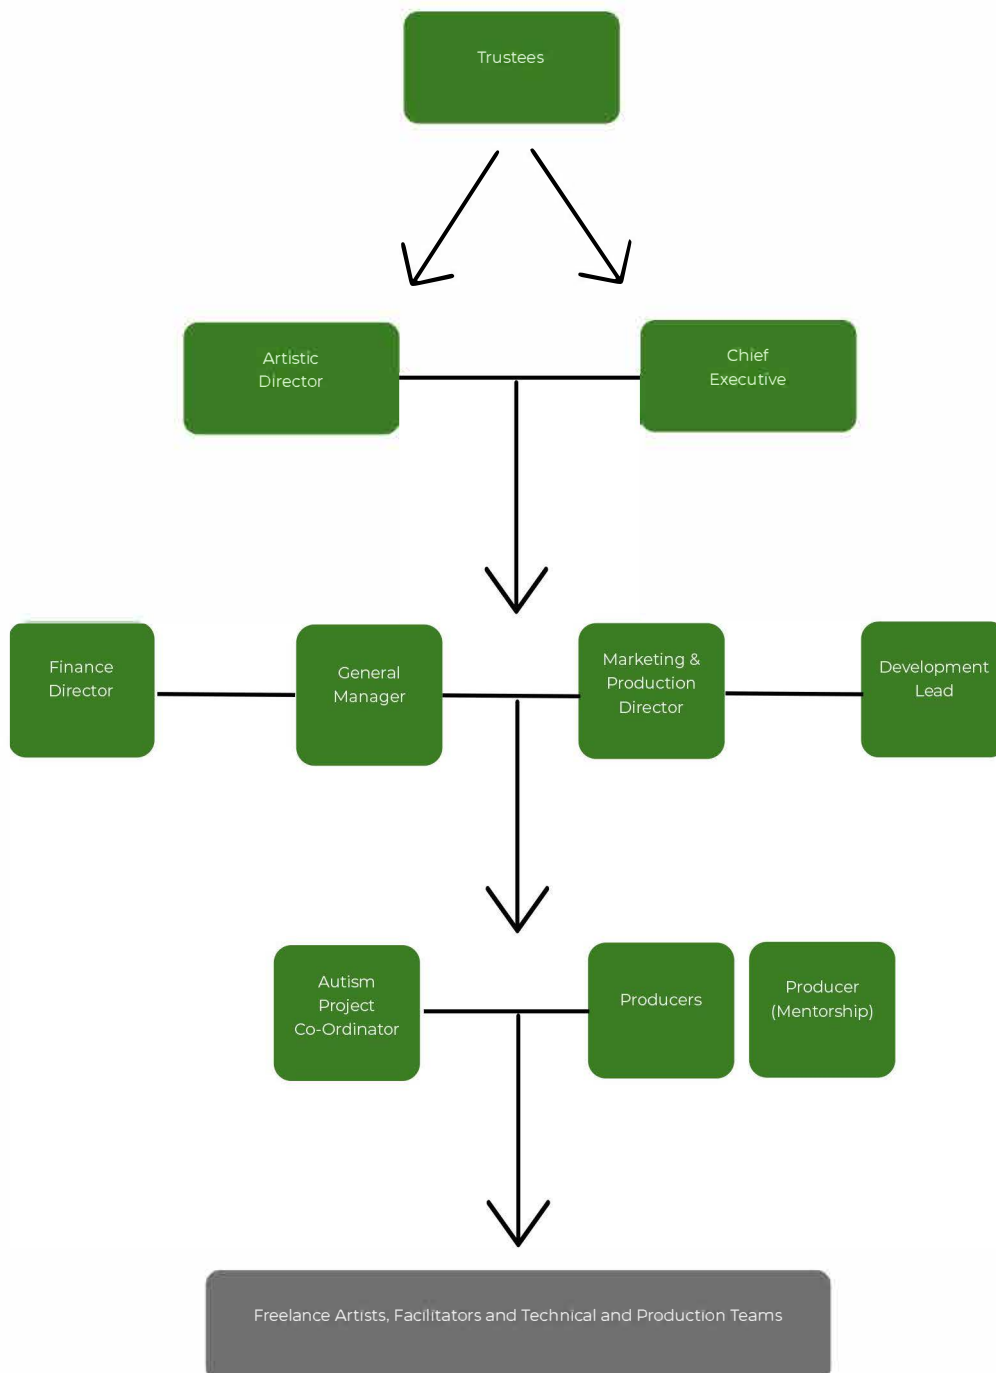 Trustees
Artistic
Director
Chief
Executive
Finance
Director
General
Manager
Marketing &
Production
Director
Development
Lead
Autism
Project
Co-Ordinator
Producers
Producer
(Mentorship)
Freelance Artists, Facilitators and Technical and Production Teams